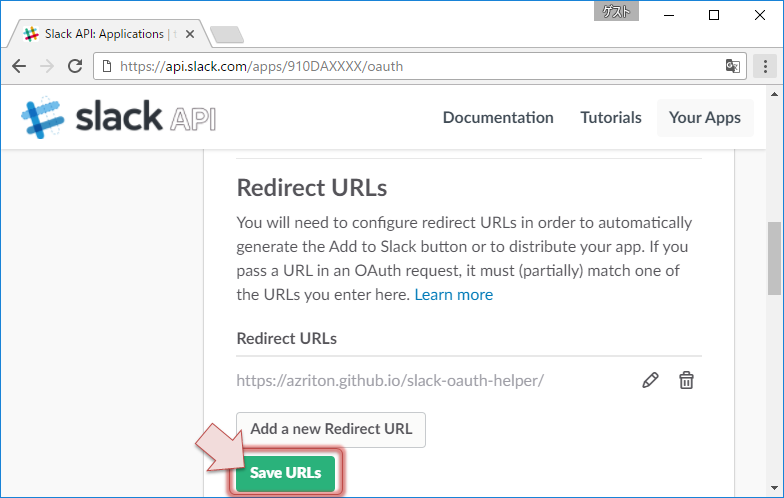 ゲスト
Slack API: Applications | t
https://api.slack.com/apps/910DAXXXX/oauth
slack API
Documentation
Tutorials
Your Apps
Redirect URLs
You will need to configure redirect URLs in order to automatically
generate the Add to Slack button or to distribute your app. If you
pass a URL in an OAuth request, it must (partially) match one of
the URLs you enter here. Learn more
Redirect URLs
https://azriton.github.io/slack-oauth-helper/
Add a new Redirect URL
Save URLs